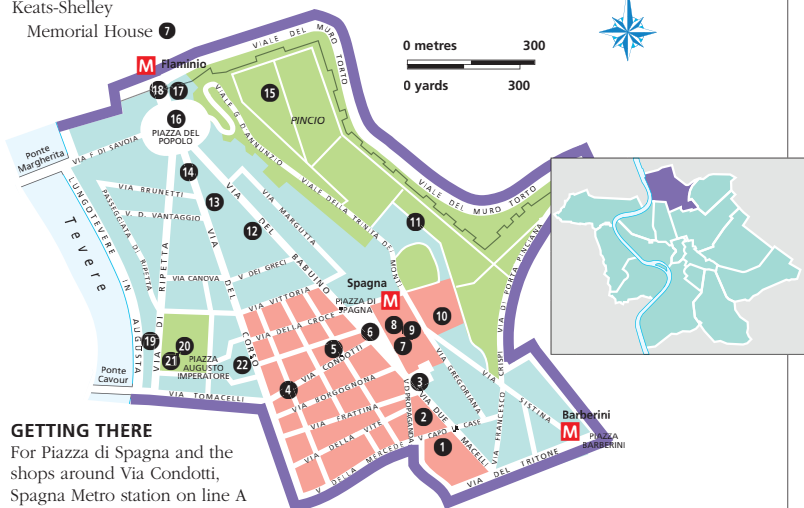 Keats-Shelley
Memorial House 7
M Flaminio
VIALE DEL MURO TORTO
0 metres 300
0 yards 300
18 17
15
16
PINCIO
PIAZZA DEL
POPOLO
Ponte
Margherita
VIA F. DI SAVOIA
VIALE G. D'ANNUNZIO
14
VIA BRUNETTI
13
VIA MARGUTTA
VIALE DELLA TRINITA DEI MONTI
VIALE DEL MURO TORTO
LUNGOTEVERE IN AUGUSTA
PASSEGGIATA DI RIPETTA
V. D. VANTAGGIO
12
11
Tevere
VIA DI RIPETTA
VIA DEL CORSO
VIA DEL BABUINO
VIA DI PORTA PINCIANA
VIA CANOVA
V. DEI GRECI
Spagna
M
VIA VITTORIA
PIAZZA DI
SPAGNA
VIA DELLA CROCE
8 9 10
6
7
19
20
21
5
PIAZZA
AUGUSTO
IMPERATORE
22
VIA CONDOTTI
VIA GREGORIANA
VIA FRANCESCO CRISPI
Ponte
Cavour
4
3
VIA BORGOGNONA
VIA TOMACELLI
VIA SISTINA
VIA FRATTINA
V.D.PROPAGANDA
2
VIA DUE MACELLI
Barberini
M
VIA DELLA VITE
V CAPO V CASE
PIAZZA
BARBERINI
1
V DELLA MERCEDE
VIA DEL TRITONE
GETTING THERE
For Piazza di Spagna and the
shops around Via Condotti,
Spagna Metro station on line A